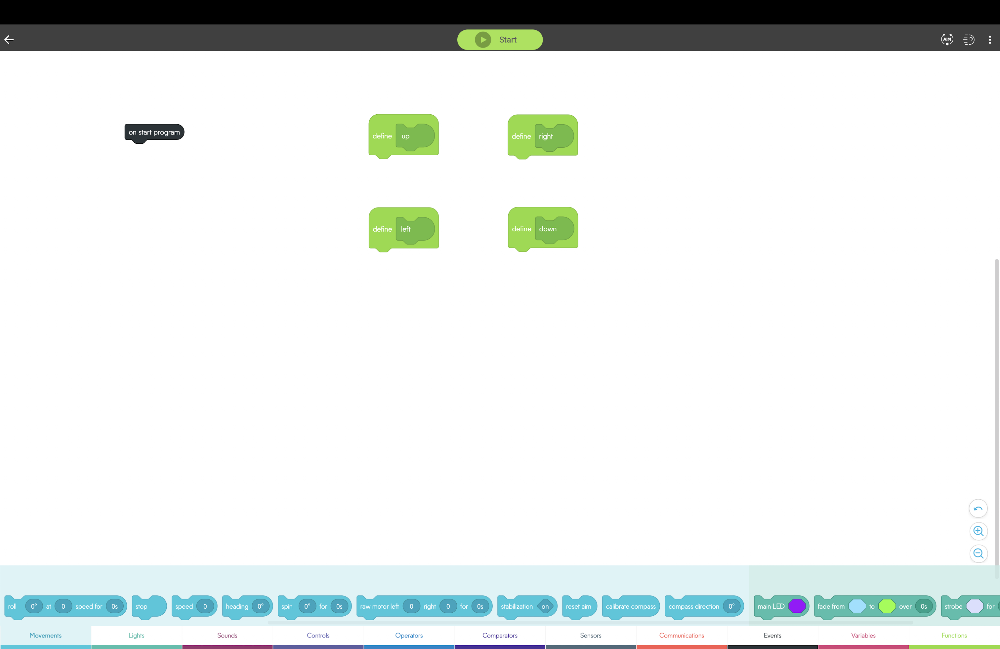 Start
AIM
on start program
define up
define right
define left
define down
roll 0° at 0 speed for 0s
stop
speed 0
heading 0°
spin 0° for 0s
raw motor left 0 right 0 for 0s
stabilization on
reset aim
calibrate compass
compass direction 0°
main LED
fade from to over 0s
strobe for
Movements
Lights
Sounds
Controls
Operators
Comparators
Sensors
Communications
Events
Variables
Functions